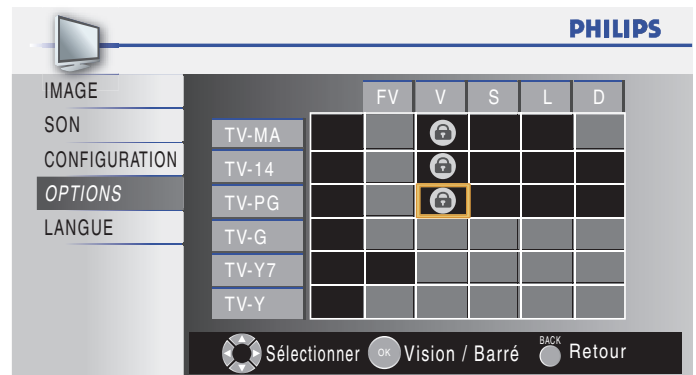 PHILIPS
IMAGE
SON
CONFIGURATION
OPTIONS
LANGUE
FV V S L D
TV-MA
TV-14
TV-PG
TV-G
TV-Y7
TV-Y
Sélectionner OK Vision / Barré BACK Retour